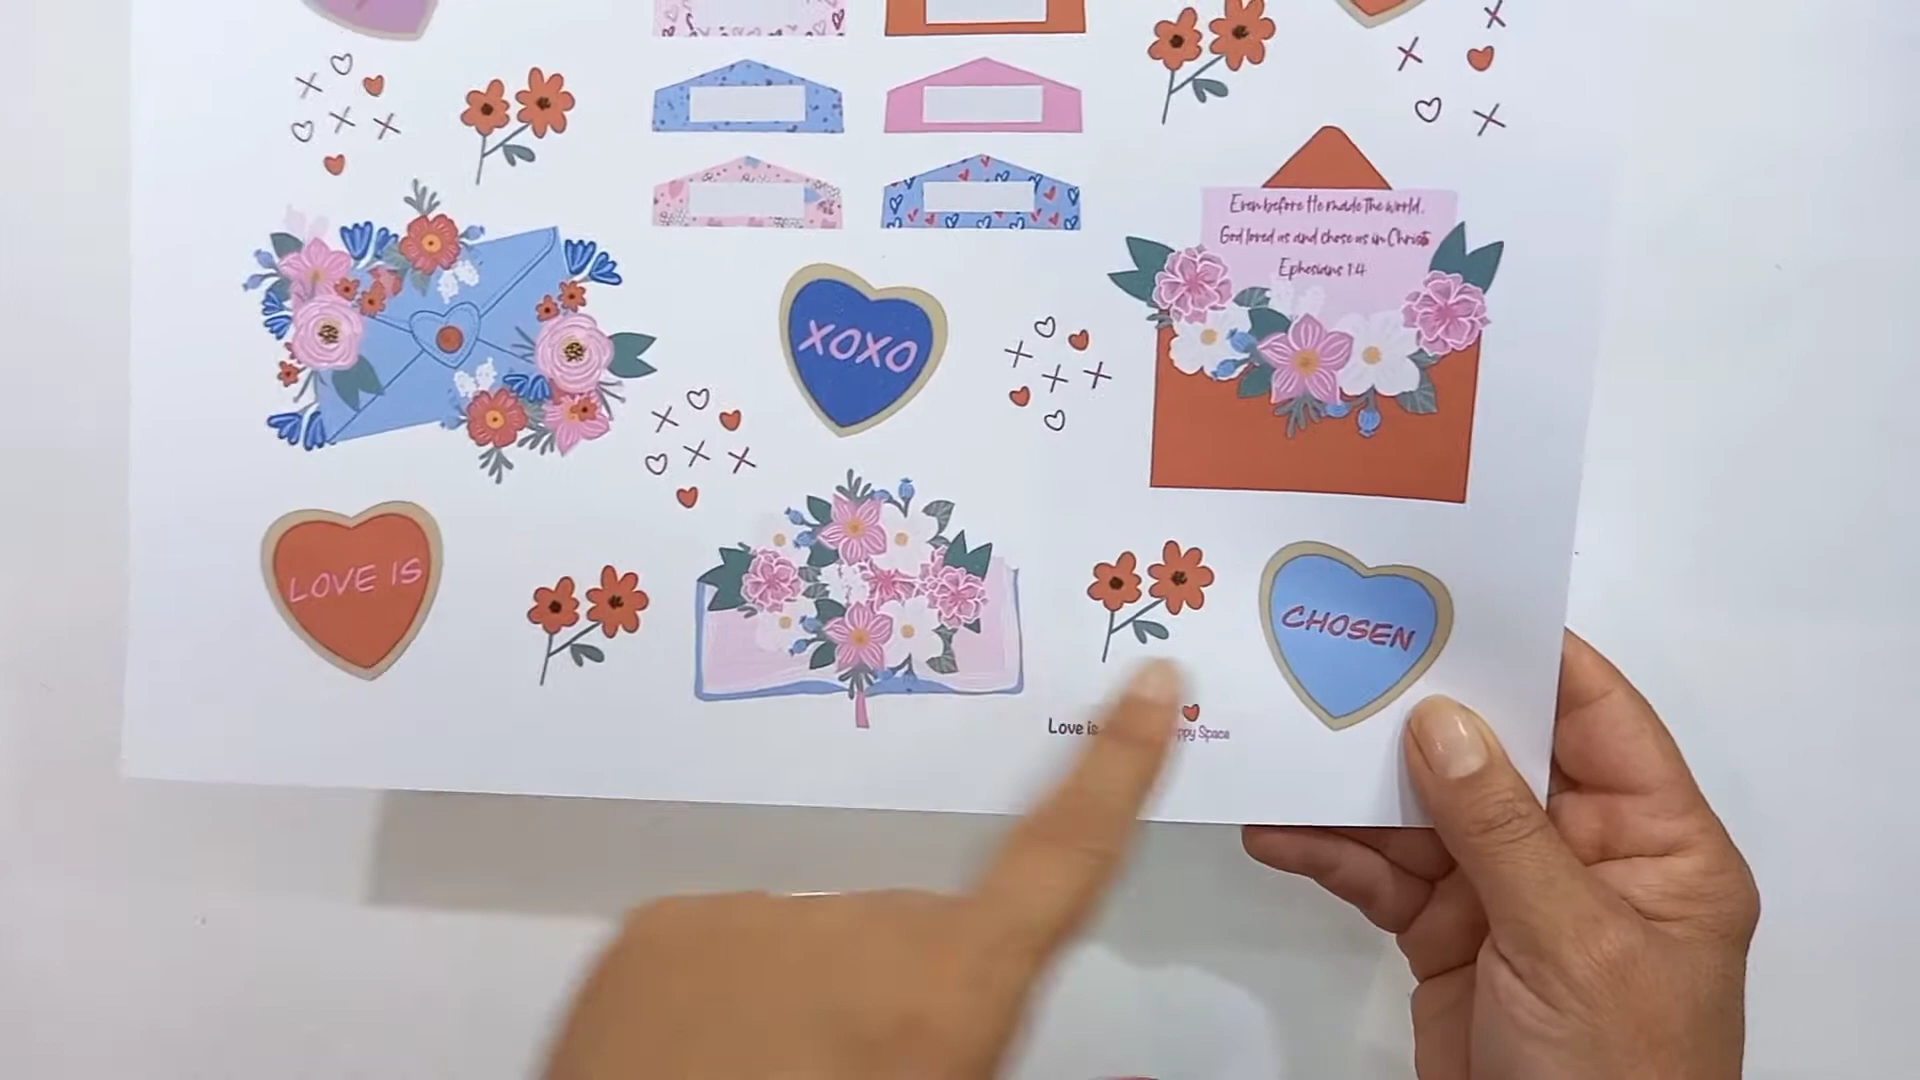 Even before He made the world,
God loved us and chose us in Christ
Ephesians 1:4
XOXO
LOVE IS
CHOSEN
Love is
Space